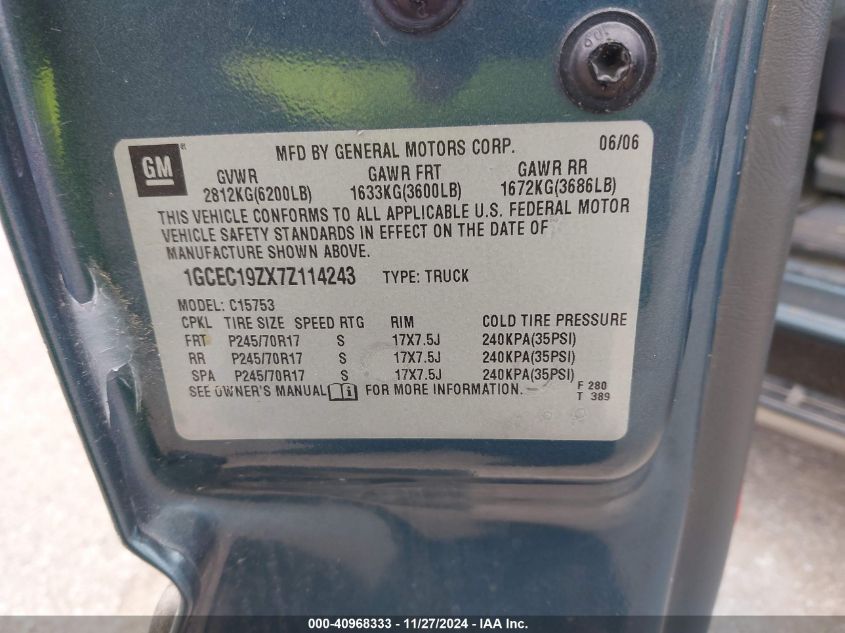 GM
MFD BY GENERAL MOTORS CORP. 06/06
GVWR GAWR FRT GAWR RR
2812KG(6200LB) 1633KG(3600LB) 1672KG(3686LB)
THIS VEHICLE CONFORMS TO ALL APPLICABLE U.S. FEDERAL MOTOR
VEHICLE SAFETY STANDARDS IN EFFECT ON THE DATE OF
MANUFACTURE SHOWN ABOVE.
1GCEC19ZX7Z114243 TYPE: TRUCK
MODEL: C15753
CPKL TIRE SIZE SPEED RTG RIM COLD TIRE PRESSURE
FRT P245/70R17 S 17X7.5J 240KPA(35PSI)
RR P245/70R17 S 17X7.5J 240KPA(35PSI)
SPA P245/70R17 S 17X7.5J 240KPA(35PSI)
SEE OWNER'S MANUAL i FOR MORE INFORMATION. F 280
T 389
000-40968333 - 11/27/2024 - IAA Inc.